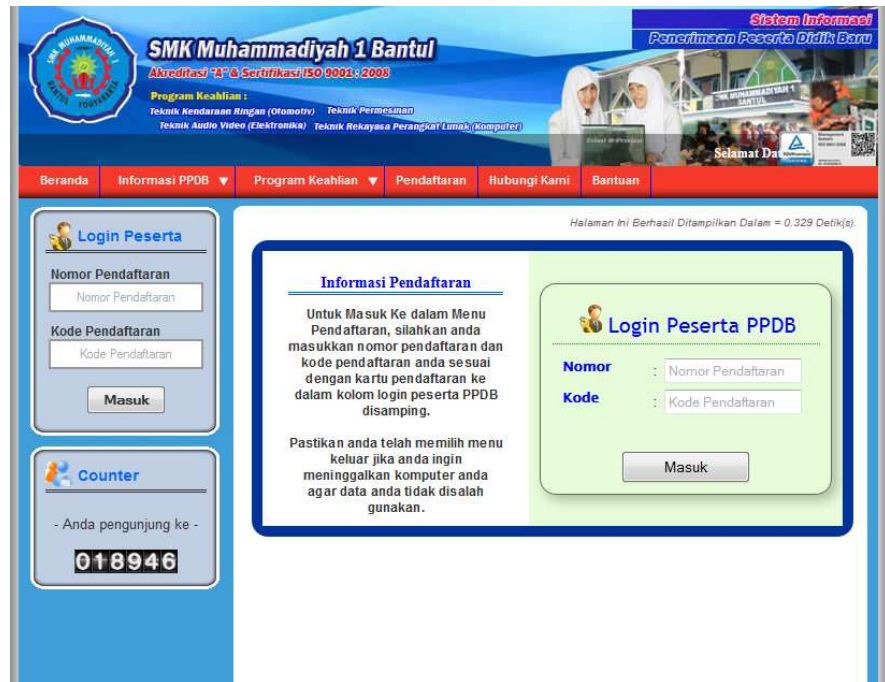 Sistem Informasi
Penerimaan Peserta Didik Baru
SMK Muhammadiyah 1 Bantul
Akreditasi "A" & Sertifikasi ISO 9001 : 2008
Program Keahlian :
Teknik Kendaraan Ringan (Otomotiv) Teknik Permesinan
Teknik Audio Video (Elektronika) Teknik Rekayasa Perangkat Lunak (Komputer)
Selamat Da
Beranda Informasi PPDB ▼ Program Keahlian ▼ Pendaftaran Hubungi Kami Bantuan
Halaman Ini Berhasil Ditampilkan Dalam = 0.329 Detik(s).
Login Peserta
Nomor Pendaftaran
Nomor Pendaftaran
Kode Pendaftaran
Kode Pendaftaran
Masuk
Counter
- Anda pengunjung ke -
018946
Informasi Pendaftaran
Untuk Masuk Ke dalam Menu
Pendaftaran, silahkan anda
masukkan nomor pendaftaran dan
kode pendaftaran anda sesuai
dengan kartu pendaftaran ke
dalam kolom login peserta PPDB
disamping.
Pastikan anda telah memilih menu
keluar jika anda ingin
meninggalkan komputer anda
agar data anda tidak disalah
gunakan.
Login Peserta PPDB
Nomor : Nomor Pendaftaran
Kode : Kode Pendaftaran
Masuk